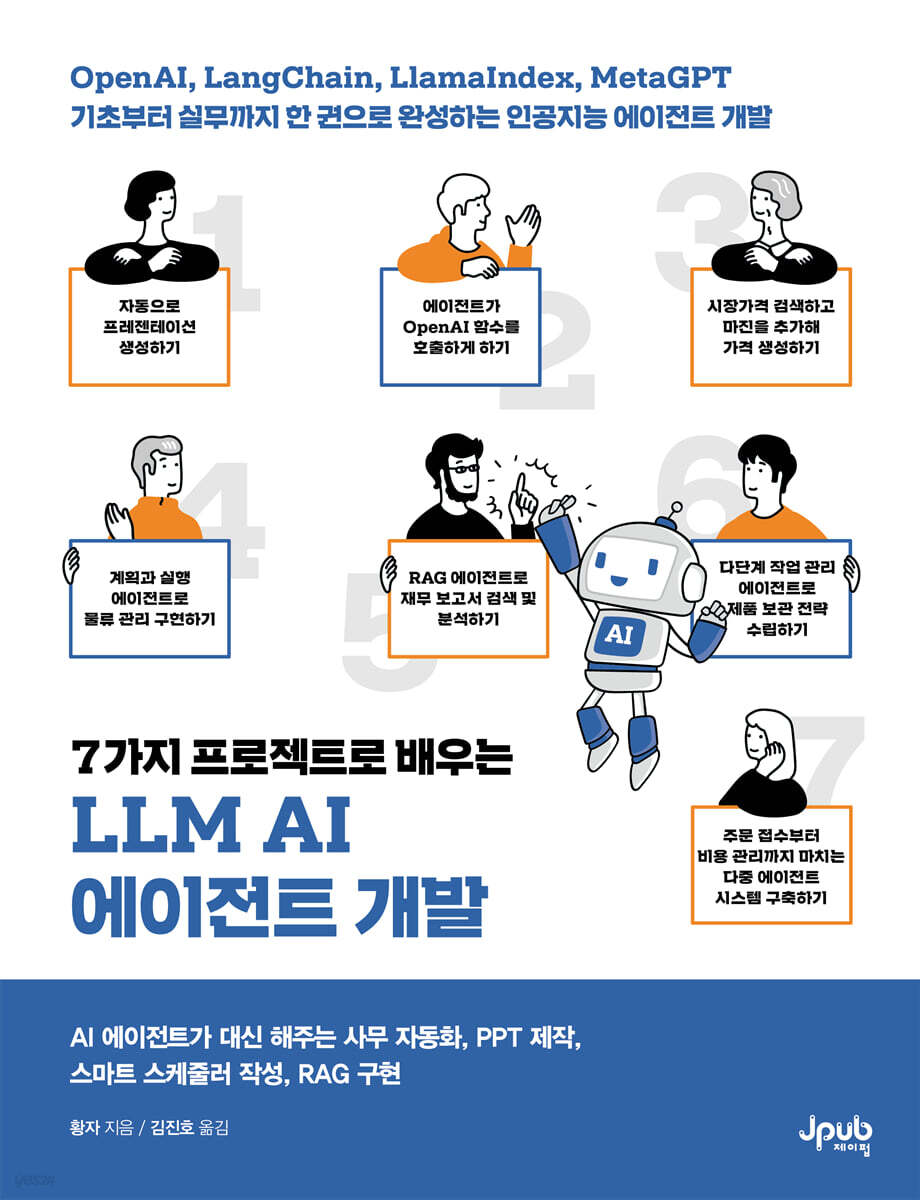 OpenAI, LangChain, LlamaIndex, MetaGPT
기초부터 실무까지 한 권으로 완성하는 인공지능 에이전트 개발
1
자동으로
프레젠테이션
생성하기
2
에이전트가
OpenAI 함수를
호출하게 하기
3
시장가격 검색하고
마진을 추가해
가격 생성하기
4
계획과 실행
에이전트로
물류 관리 구현하기
5
RAG 에이전트로
재무 보고서 검색 및
분석하기
6
다단계 작업 관리
에이전트로
제품 보관 전략
수립하기
AI
7
주문 접수부터
비용 관리까지 마치는
다중 에이전트
시스템 구축하기
7가지 프로젝트로 배우는
LLM AI
에이전트 개발
AI 에이전트가 대신 해주는 사무 자동화, PPT 제작,
스마트 스케줄러 작성, RAG 구현
황자 지음 / 김진호 옮김
Jpub
제이펍
yes24